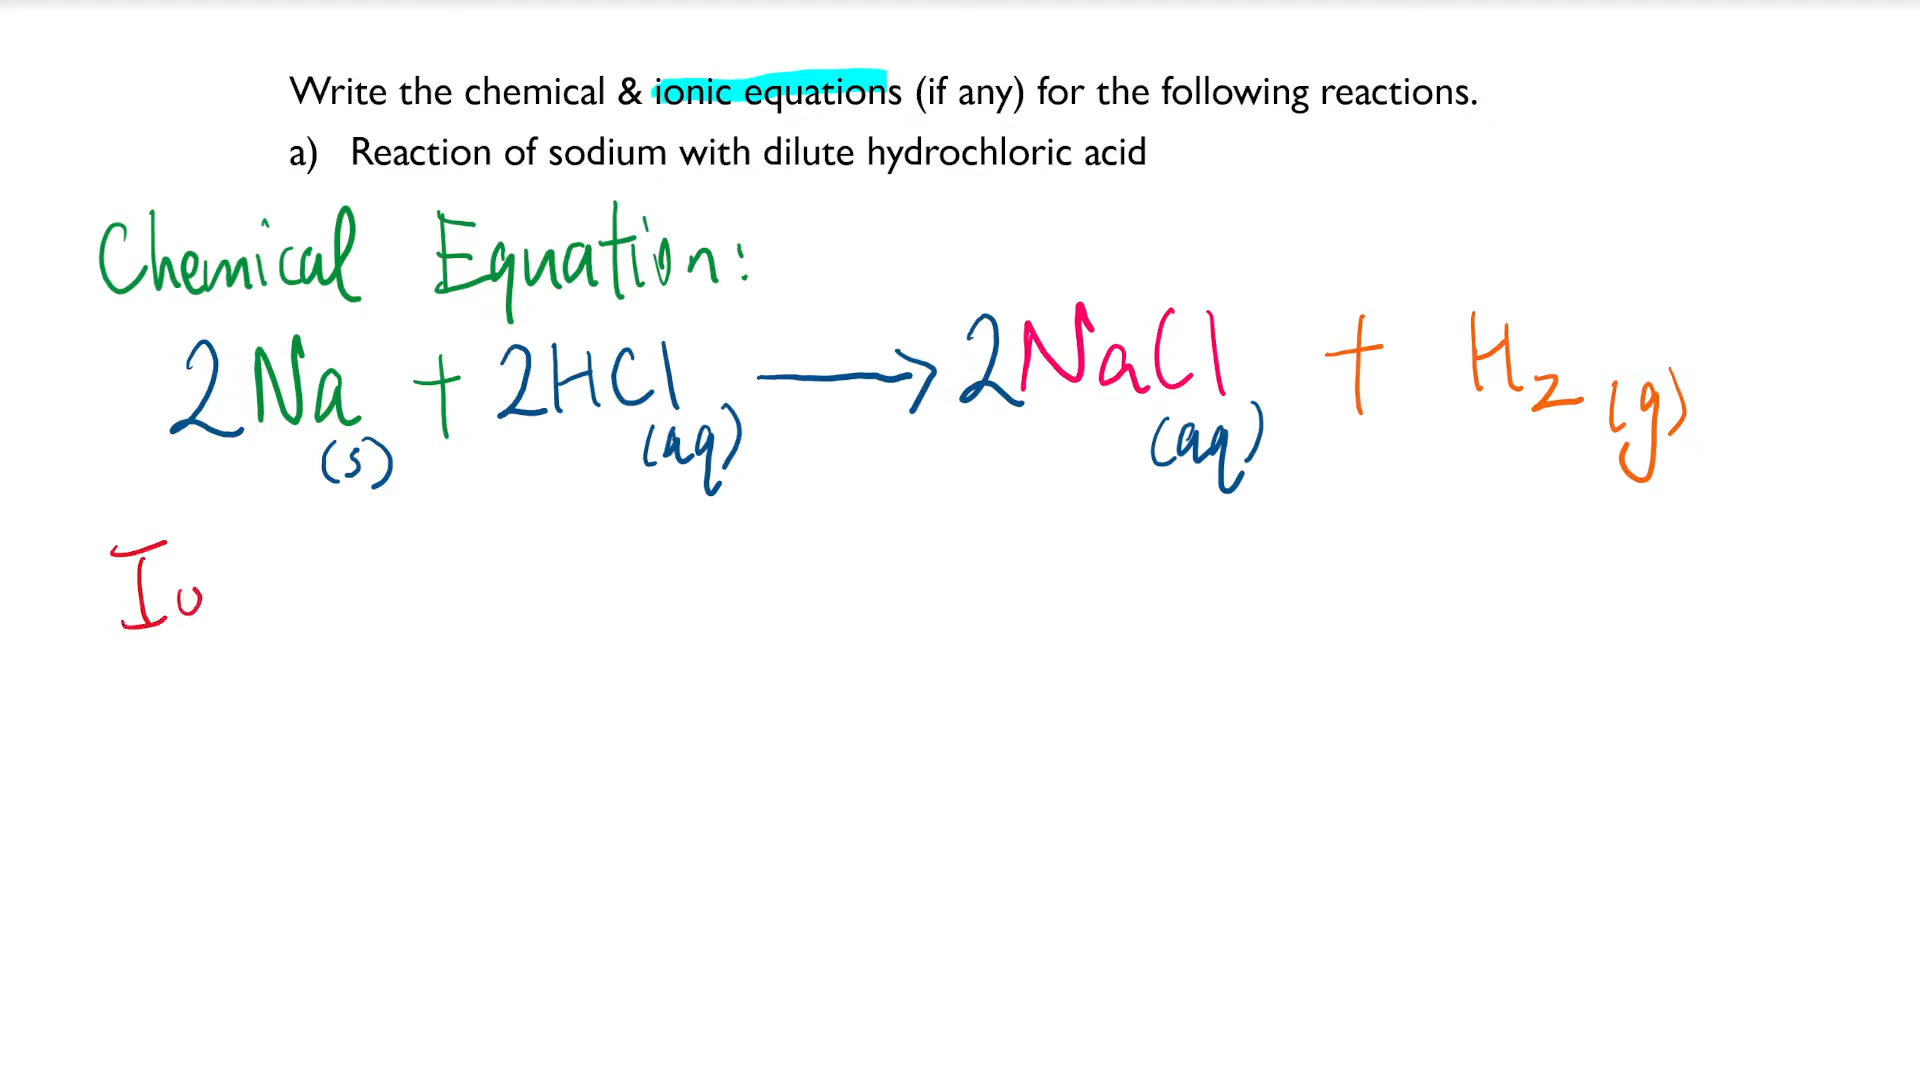 Write the chemical & ionic equations (if any) for the following reactions.
a) Reaction of sodium with dilute hydrochloric acid
Chemical Equation:
2Na(s) + 2HCl(aq) → 2NaCl(aq) + H₂(g)
Io